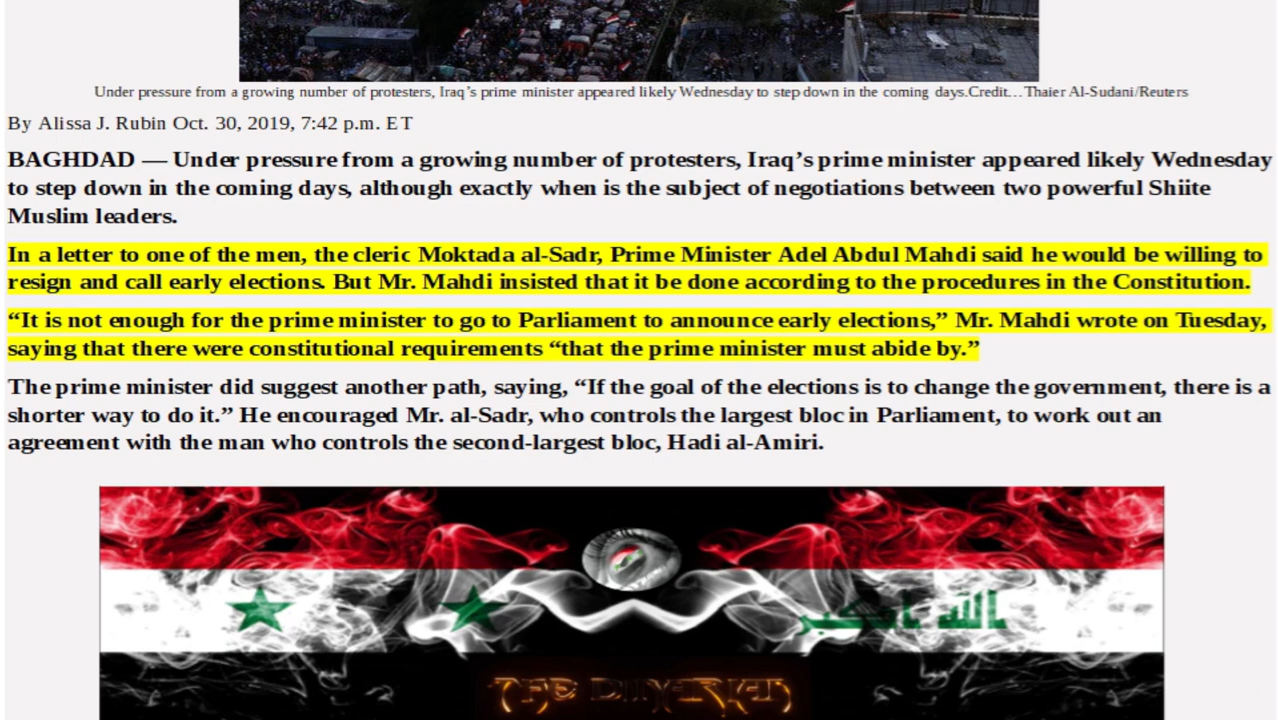 Under pressure from a growing number of protesters, Iraq’s prime minister appeared likely Wednesday to step down in the coming days.Credit…Thaier Al-Sudani/Reuters
By Alissa J. Rubin Oct. 30, 2019, 7:42 p.m. ET
BAGHDAD — Under pressure from a growing number of protesters, Iraq’s prime minister appeared likely Wednesday
to step down in the coming days, although exactly when is the subject of negotiations between two powerful Shiite
Muslim leaders.
In a letter to one of the men, the cleric Moktada al-Sadr, Prime Minister Adel Abdul Mahdi said he would be willing to
resign and call early elections. But Mr. Mahdi insisted that it be done according to the procedures in the Constitution.
“It is not enough for the prime minister to go to Parliament to announce early elections,” Mr. Mahdi wrote on Tuesday,
saying that there were constitutional requirements “that the prime minister must abide by.”
The prime minister did suggest another path, saying, “If the goal of the elections is to change the government, there is a
shorter way to do it.” He encouraged Mr. al-Sadr, who controls the largest bloc in Parliament, to work out an
agreement with the man who controls the second-largest bloc, Hadi al-Amiri.
الله اكبر
THE DINARIAN